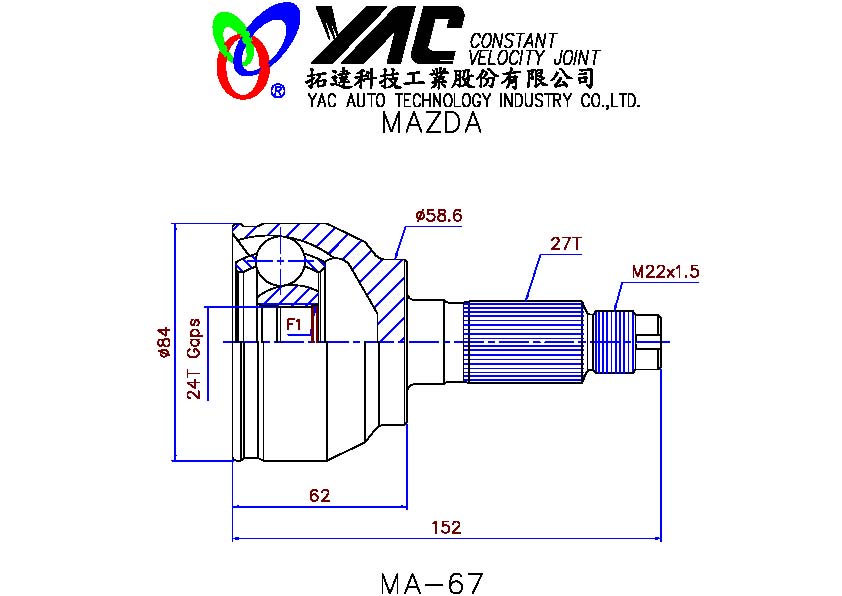 YAC CONSTANT
VELOCITY JOINT
拓達科技工業股份有限公司
® YAC AUTO TECHNOLOGY INDUSTRY CO.,LTD.
MAZDA
ø58.6
27T
M22x1.5
F1
ø84
24T Gaps
62
152
MA-67